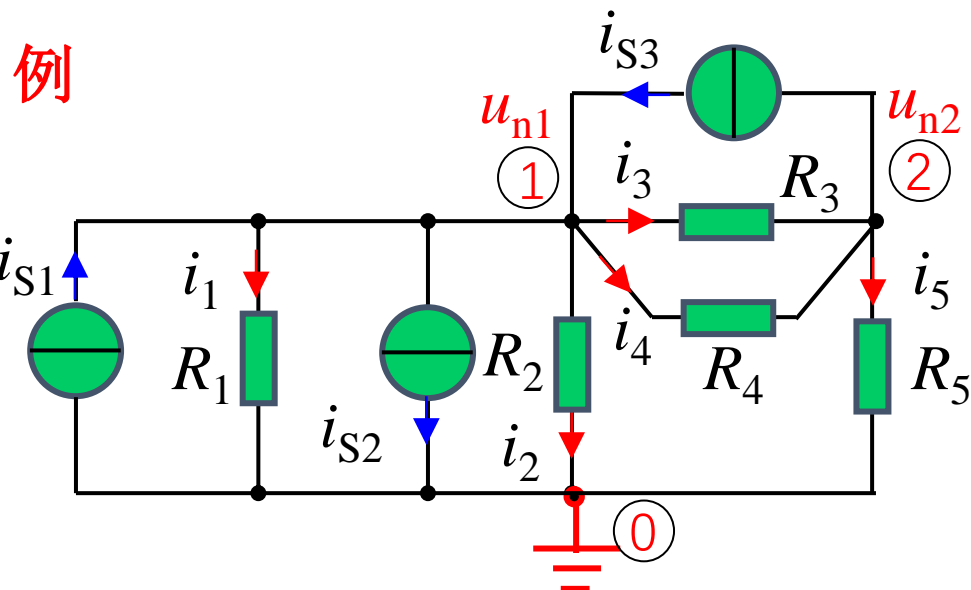 例
iS3
un1
un2
①
②
i3
R3
iS1
i1
i5
i4
R1
R2
R4
R5
iS2
i2
⓪